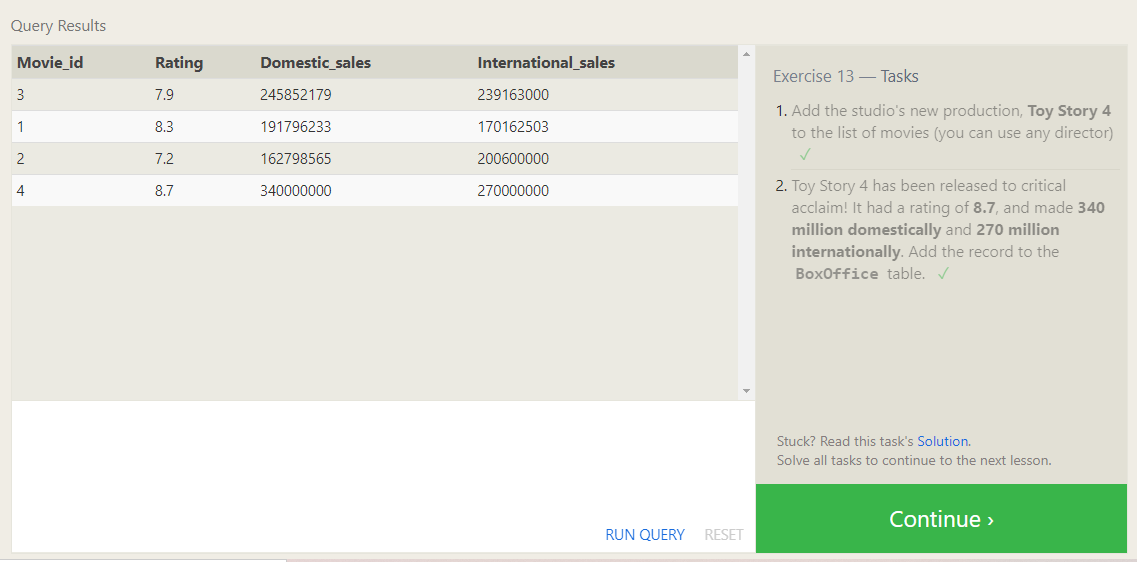 Query Results
Movie_id Rating Domestic_sales International_sales
3 7.9 245852179 239163000
1 8.3 191796233 170162503
2 7.2 162798565 200600000
4 8.7 340000000 270000000
RUN QUERY RESET
Exercise 13 — Tasks
1. Add the studio's new production, Toy Story 4
to the list of movies (you can use any director)
✓
2. Toy Story 4 has been released to critical
acclaim! It had a rating of 8.7, and made 340
million domestically and 270 million
internationally. Add the record to the
BoxOffice table. ✓
Stuck? Read this task's Solution.
Solve all tasks to continue to the next lesson.
Continue ›